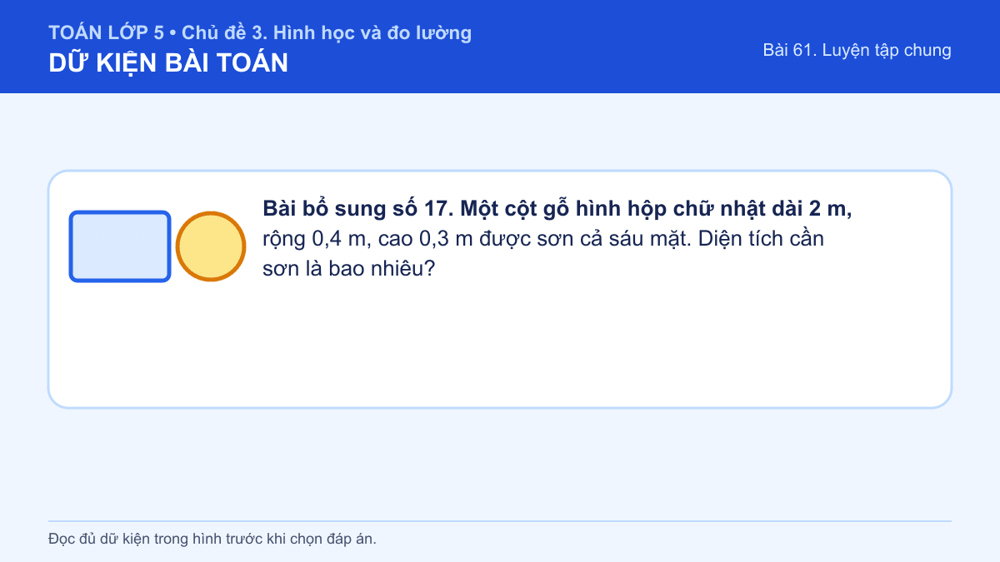 TOÁN LỚP 5 • Chủ đề 3. Hình học và đo lường
DỮ KIỆN BÀI TOÁN
Bài 61. Luyện tập chung
Bài bổ sung số 17. Một cột gỗ hình hộp chữ nhật dài 2 m,
rộng 0,4 m, cao 0,3 m được sơn cả sáu mặt. Diện tích cần
sơn là bao nhiêu?
Đọc đủ dữ kiện trong hình trước khi chọn đáp án.